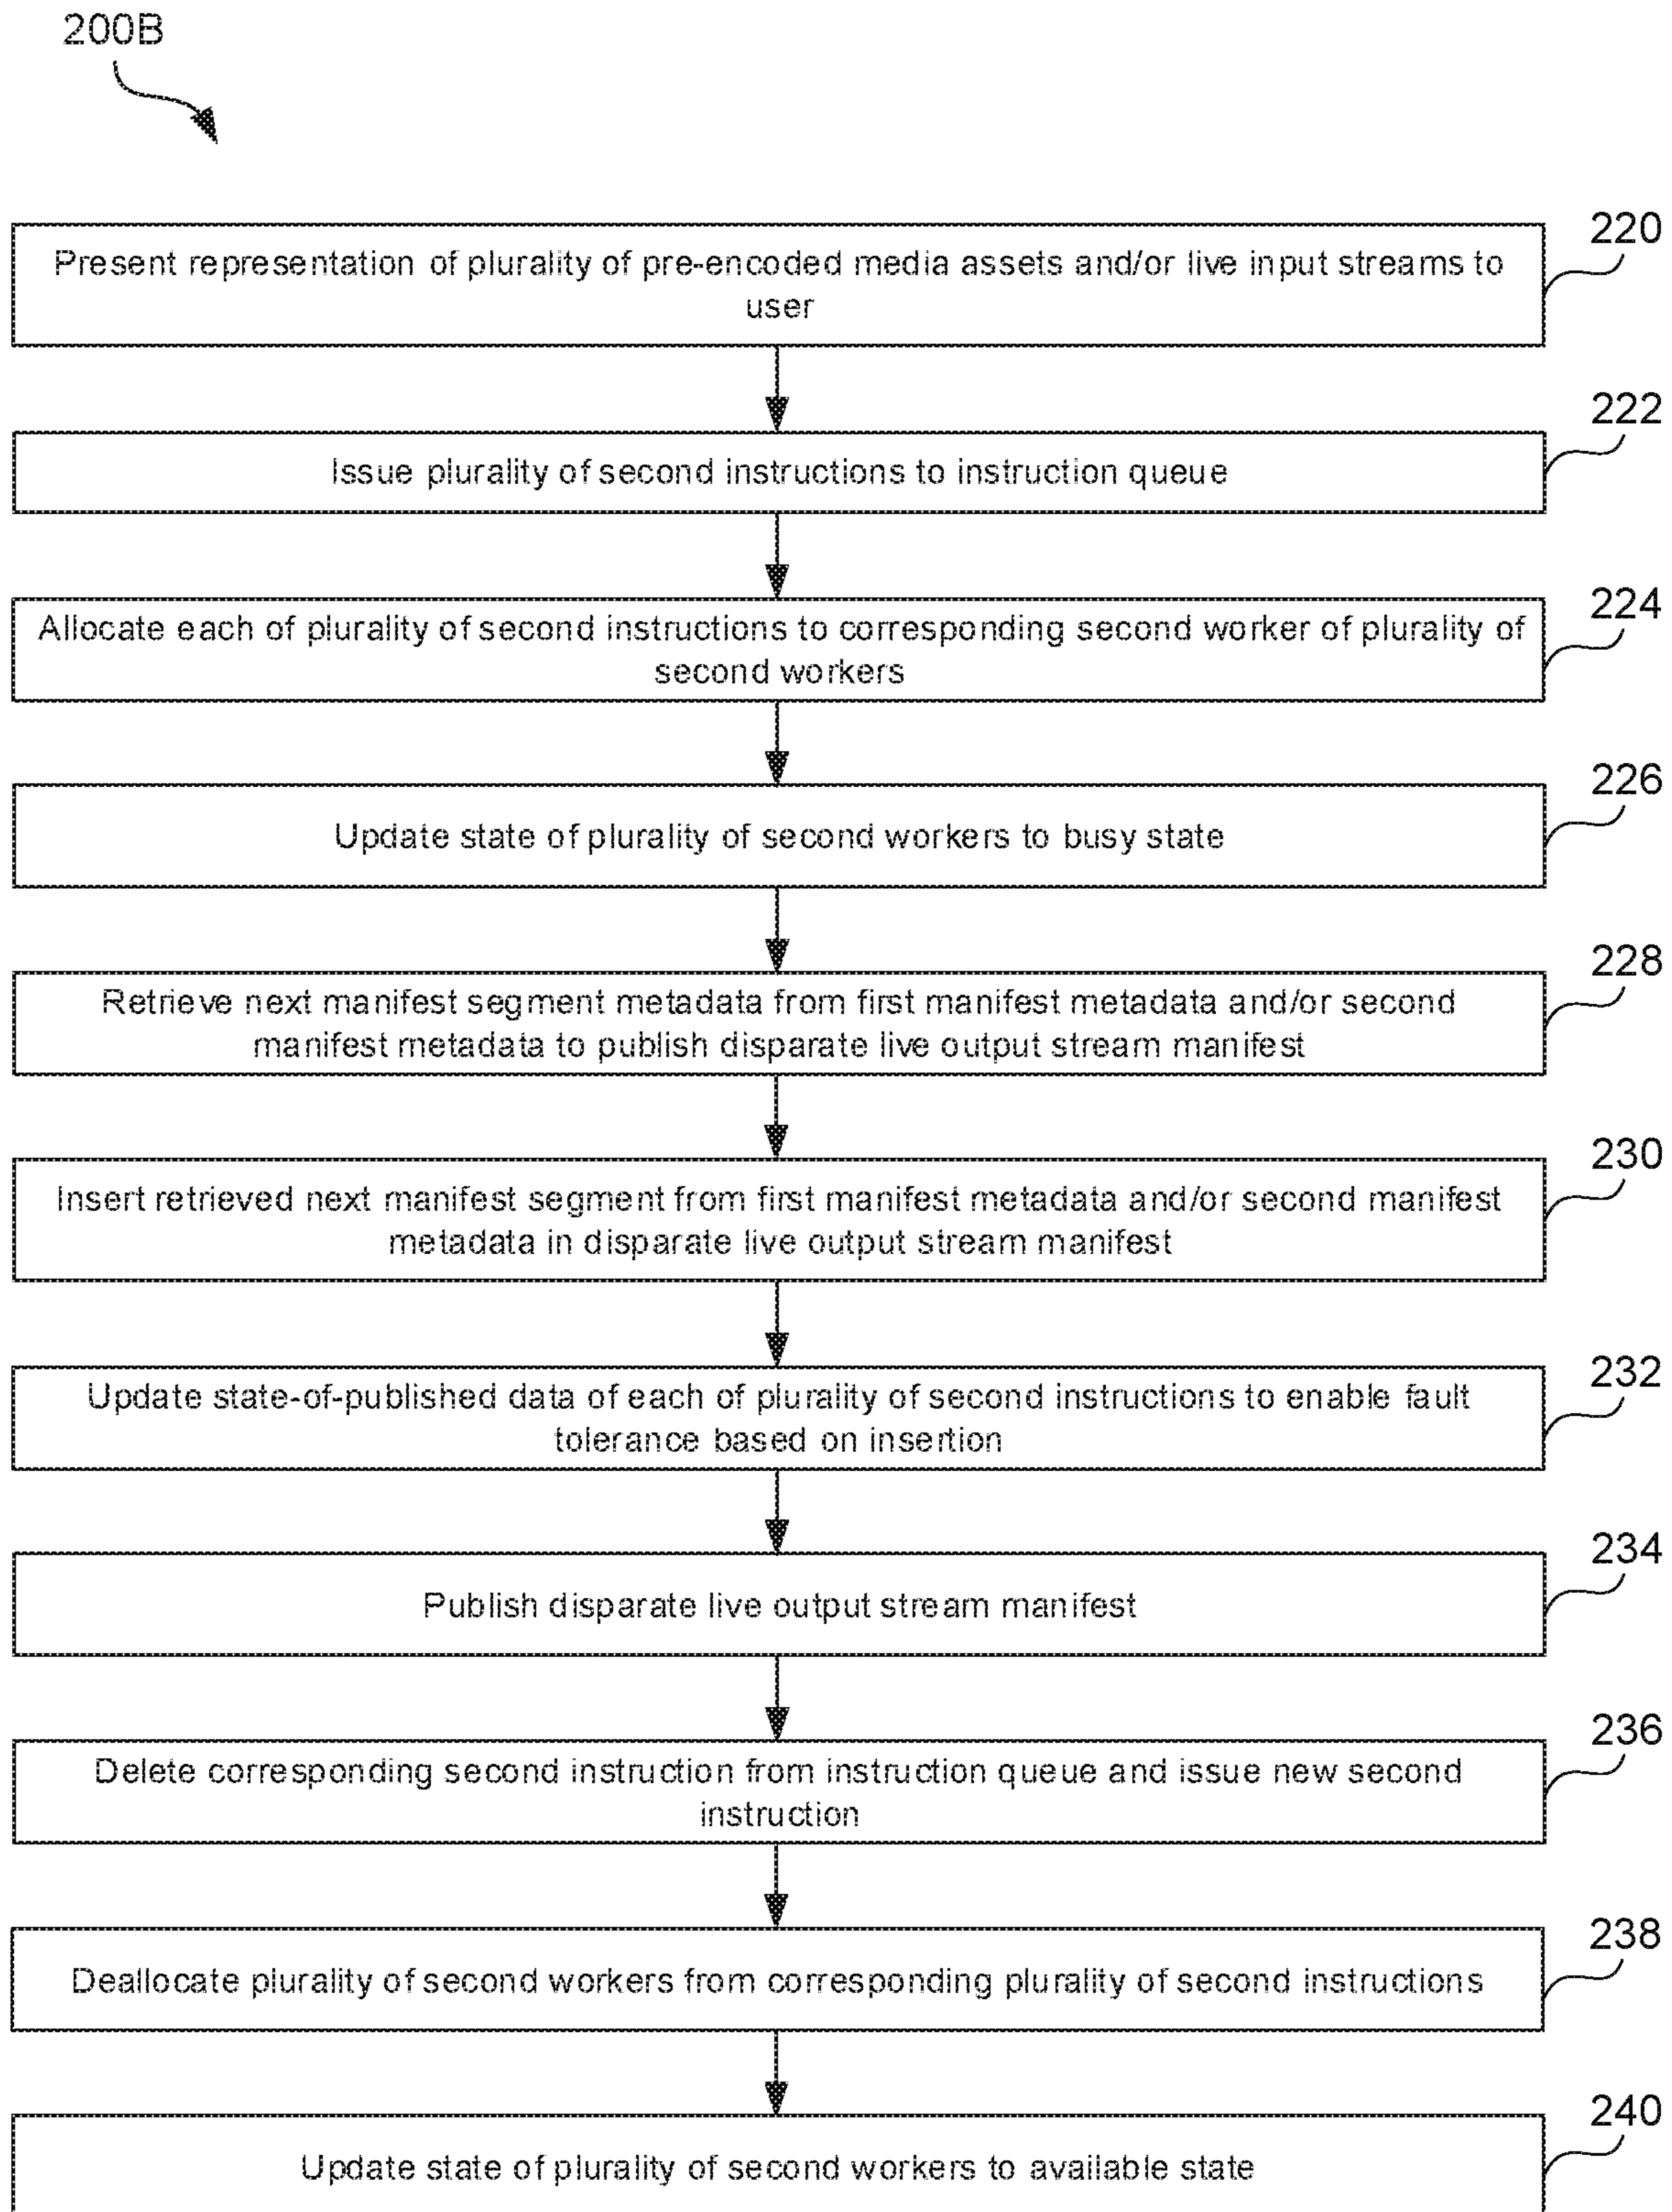 200B
220
Present representation of plurality of pre-encoded media assets and/or live input streams to
user
222
Issue plurality of second instructions to instruction queue
224
Allocate each of plurality of second instructions to corresponding second worker of plurality of
second workers
226
Update state of plurality of second workers to busy state
228
Retrieve next manifest segment metadata from first manifest metadata and/or second
manifest metadata to publish disparate live output stream manifest
230
Insert retrieved next manifest segment from first manifest metadata and/or second manifest
metadata in disparate live output stream manifest
232
Update state-of-published data of each of plurality of second instructions to enable fault
tolerance based on insertion
234
Publish disparate live output stream manifest
236
Delete corresponding second instruction from instruction queue and issue new second
instruction
238
Deallocate plurality of second workers from corresponding plurality of second instructions
240
Update state of plurality of second workers to available state